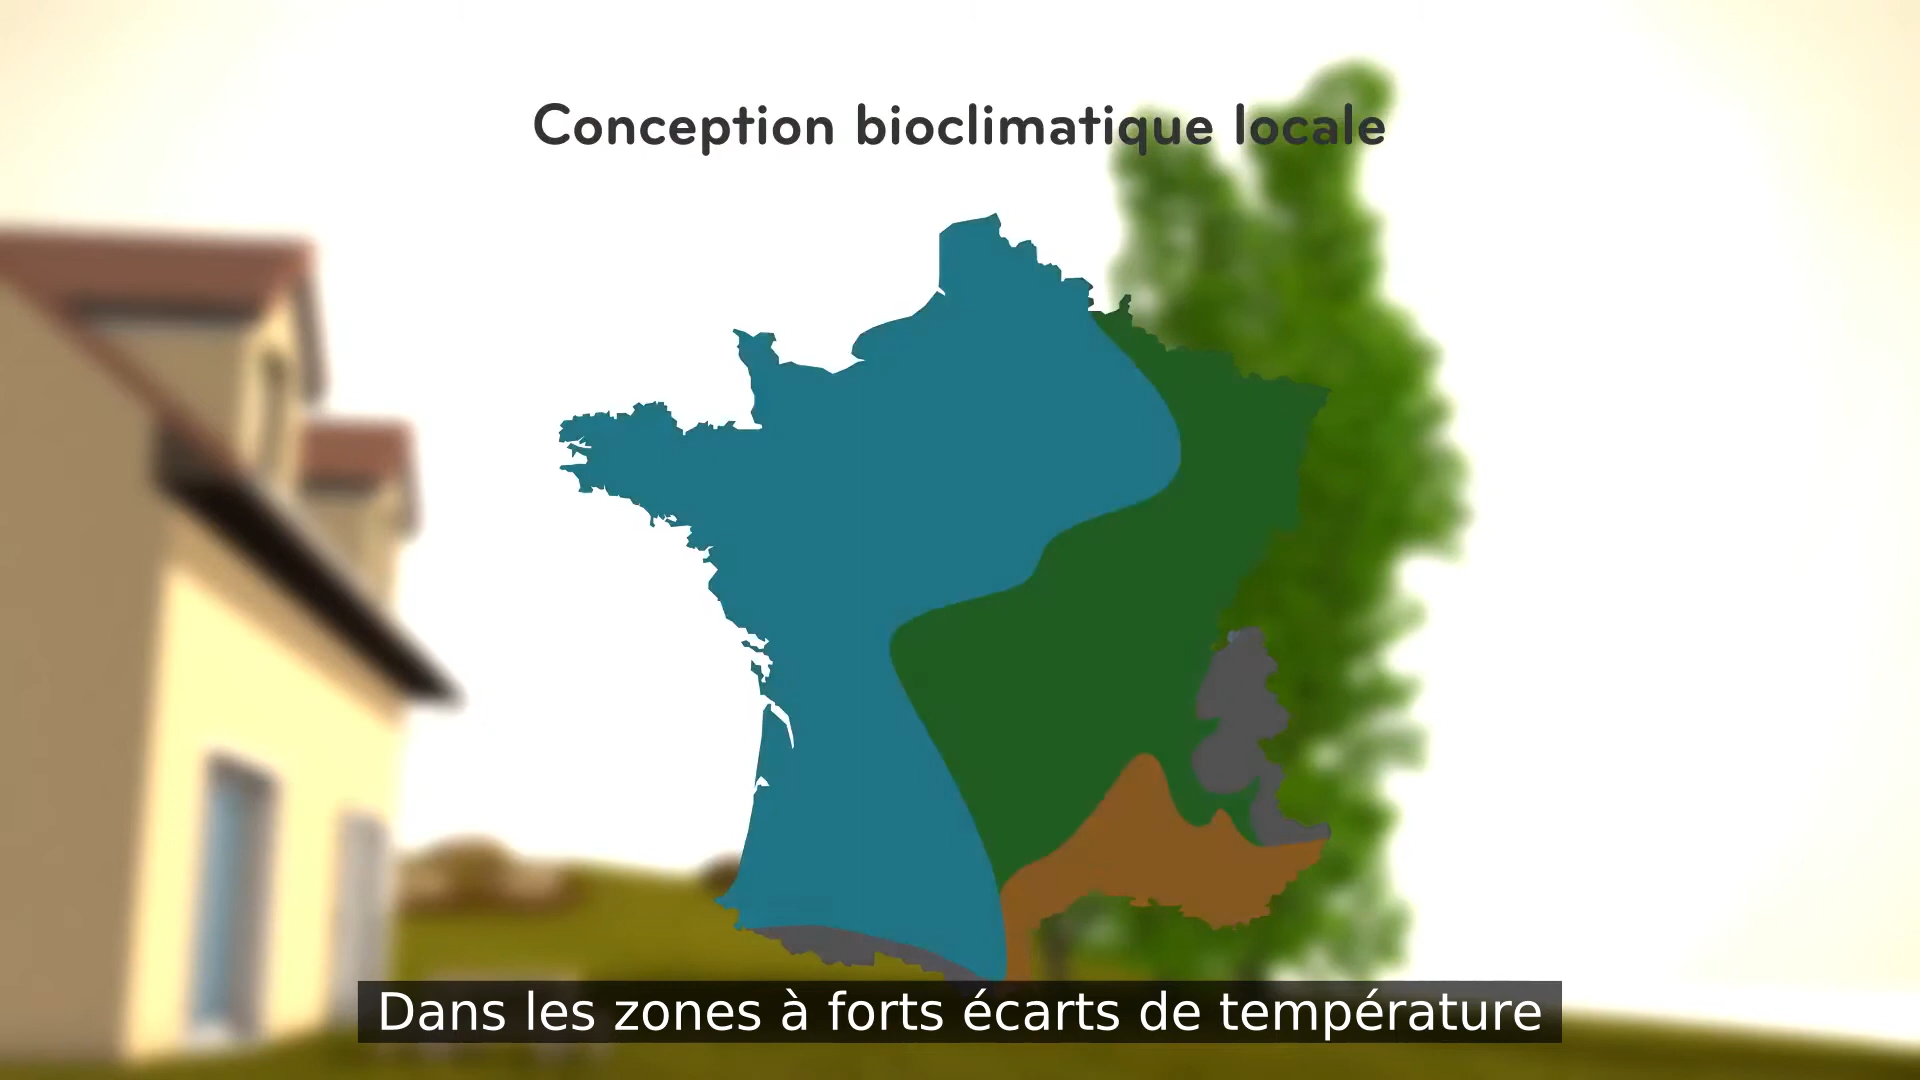 Conception bioclimatique locale
Dans les zones à forts écarts de température